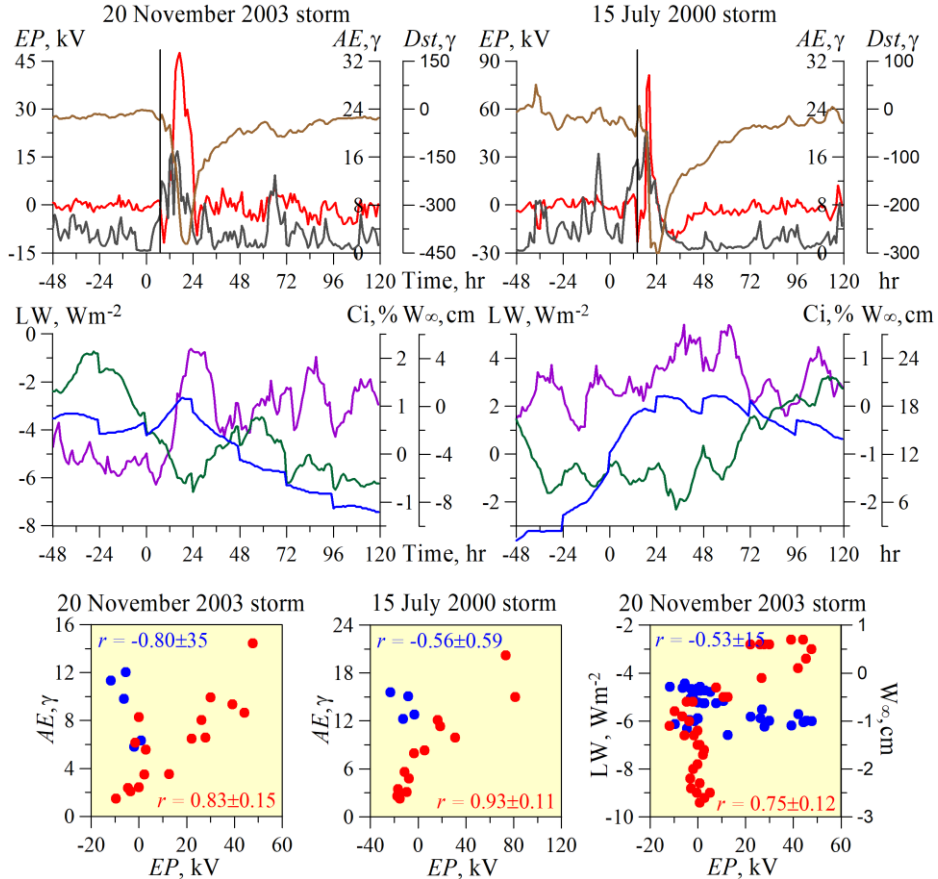 20 November 2003 storm 15 July 2000 storm
EP, kV AE,γ Dst,γ EP, kV AE,γ Dst,γ
45 32 150 90 32 100
30 24 0 60 24 0
15 16 -150 30 16 -100
0 8 -300 0 8 -200
-15 0 -450 -30 0 -300
-48 -24 0 24 48 72 96 120 -48 -24 0 24 48 72 96 120
Time, hr hr
LW, Wm-2 Ci,% W∞,cm LW, Wm-2 Ci,% W∞,cm
0
-2 2 4 4 1 24
1 0 2 0 18
-4
0 -4 0 -1 12
-6
-1 -8 -2 -2 6
-8
-48 -24 0 24 48 72 96 120 -48 -24 0 24 48 72 96 120
Time, hr hr
20 November 2003 storm 15 July 2000 storm 20 November 2003 storm
16 24 -2 1
r = -0.80±35 r = -0.56±0.59 r = -0.53±15
12 18 -4 0
AE,γ AE,γ LW, Wm-2 W∞,cm
8 12 -6 -1
4 6 -8 -2
r = 0.83±0.15 r = 0.93±0.11 r = 0.75±0.12
0 0 -10 -3
-20 0 20 40 60 -40 0 40 80 120 -20 0 20 40 60
EP, kV EP, kV EP, kV